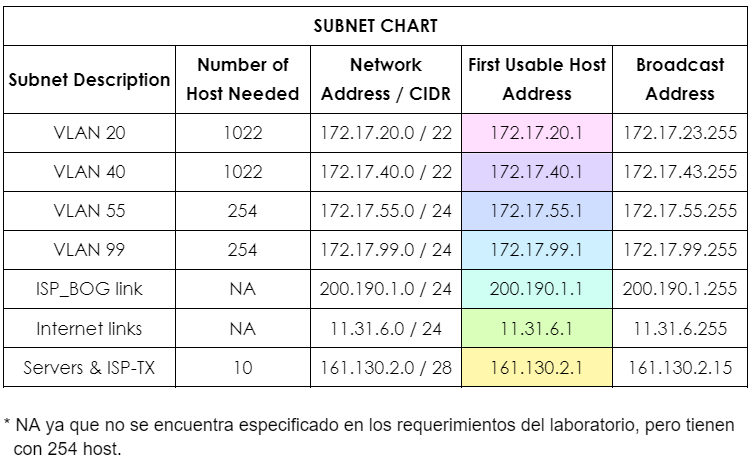 SUBNET CHART
Subnet Description Number of Host Needed Network Address / CIDR First Usable Host Address Broadcast Address
VLAN 20 1022 172.17.20.0 / 22 172.17.20.1 172.17.23.255
VLAN 40 1022 172.17.40.0 / 22 172.17.40.1 172.17.43.255
VLAN 55 254 172.17.55.0 / 24 172.17.55.1 172.17.55.255
VLAN 99 254 172.17.99.0 / 24 172.17.99.1 172.17.99.255
ISP_BOG link NA 200.190.1.0 / 24 200.190.1.1 200.190.1.255
Internet links NA 11.31.6.0 / 24 11.31.6.1 11.31.6.255
Servers & ISP-TX 10 161.130.2.0 / 28 161.130.2.1 161.130.2.15
* NA ya que no se encuentra especificado en los requerimientos del laboratorio, pero tienen
con 254 host.